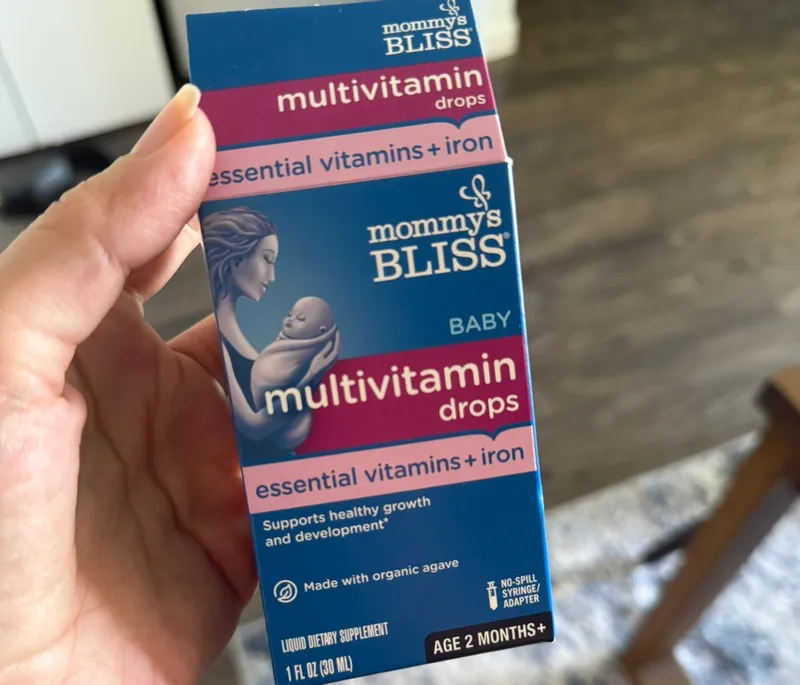 mommy's
BLISS®
multivitamin
drops
essential vitamins + iron
mommy's
BLISS®
BABY
multivitamin
drops
essential vitamins + iron
Supports healthy growth
and development*
Made with organic agave
NO-SPILL
SYRINGE/
ADAPTER
LIQUID DIETARY SUPPLEMENT
1 FL OZ (30 ML)
AGE 2 MONTHS+